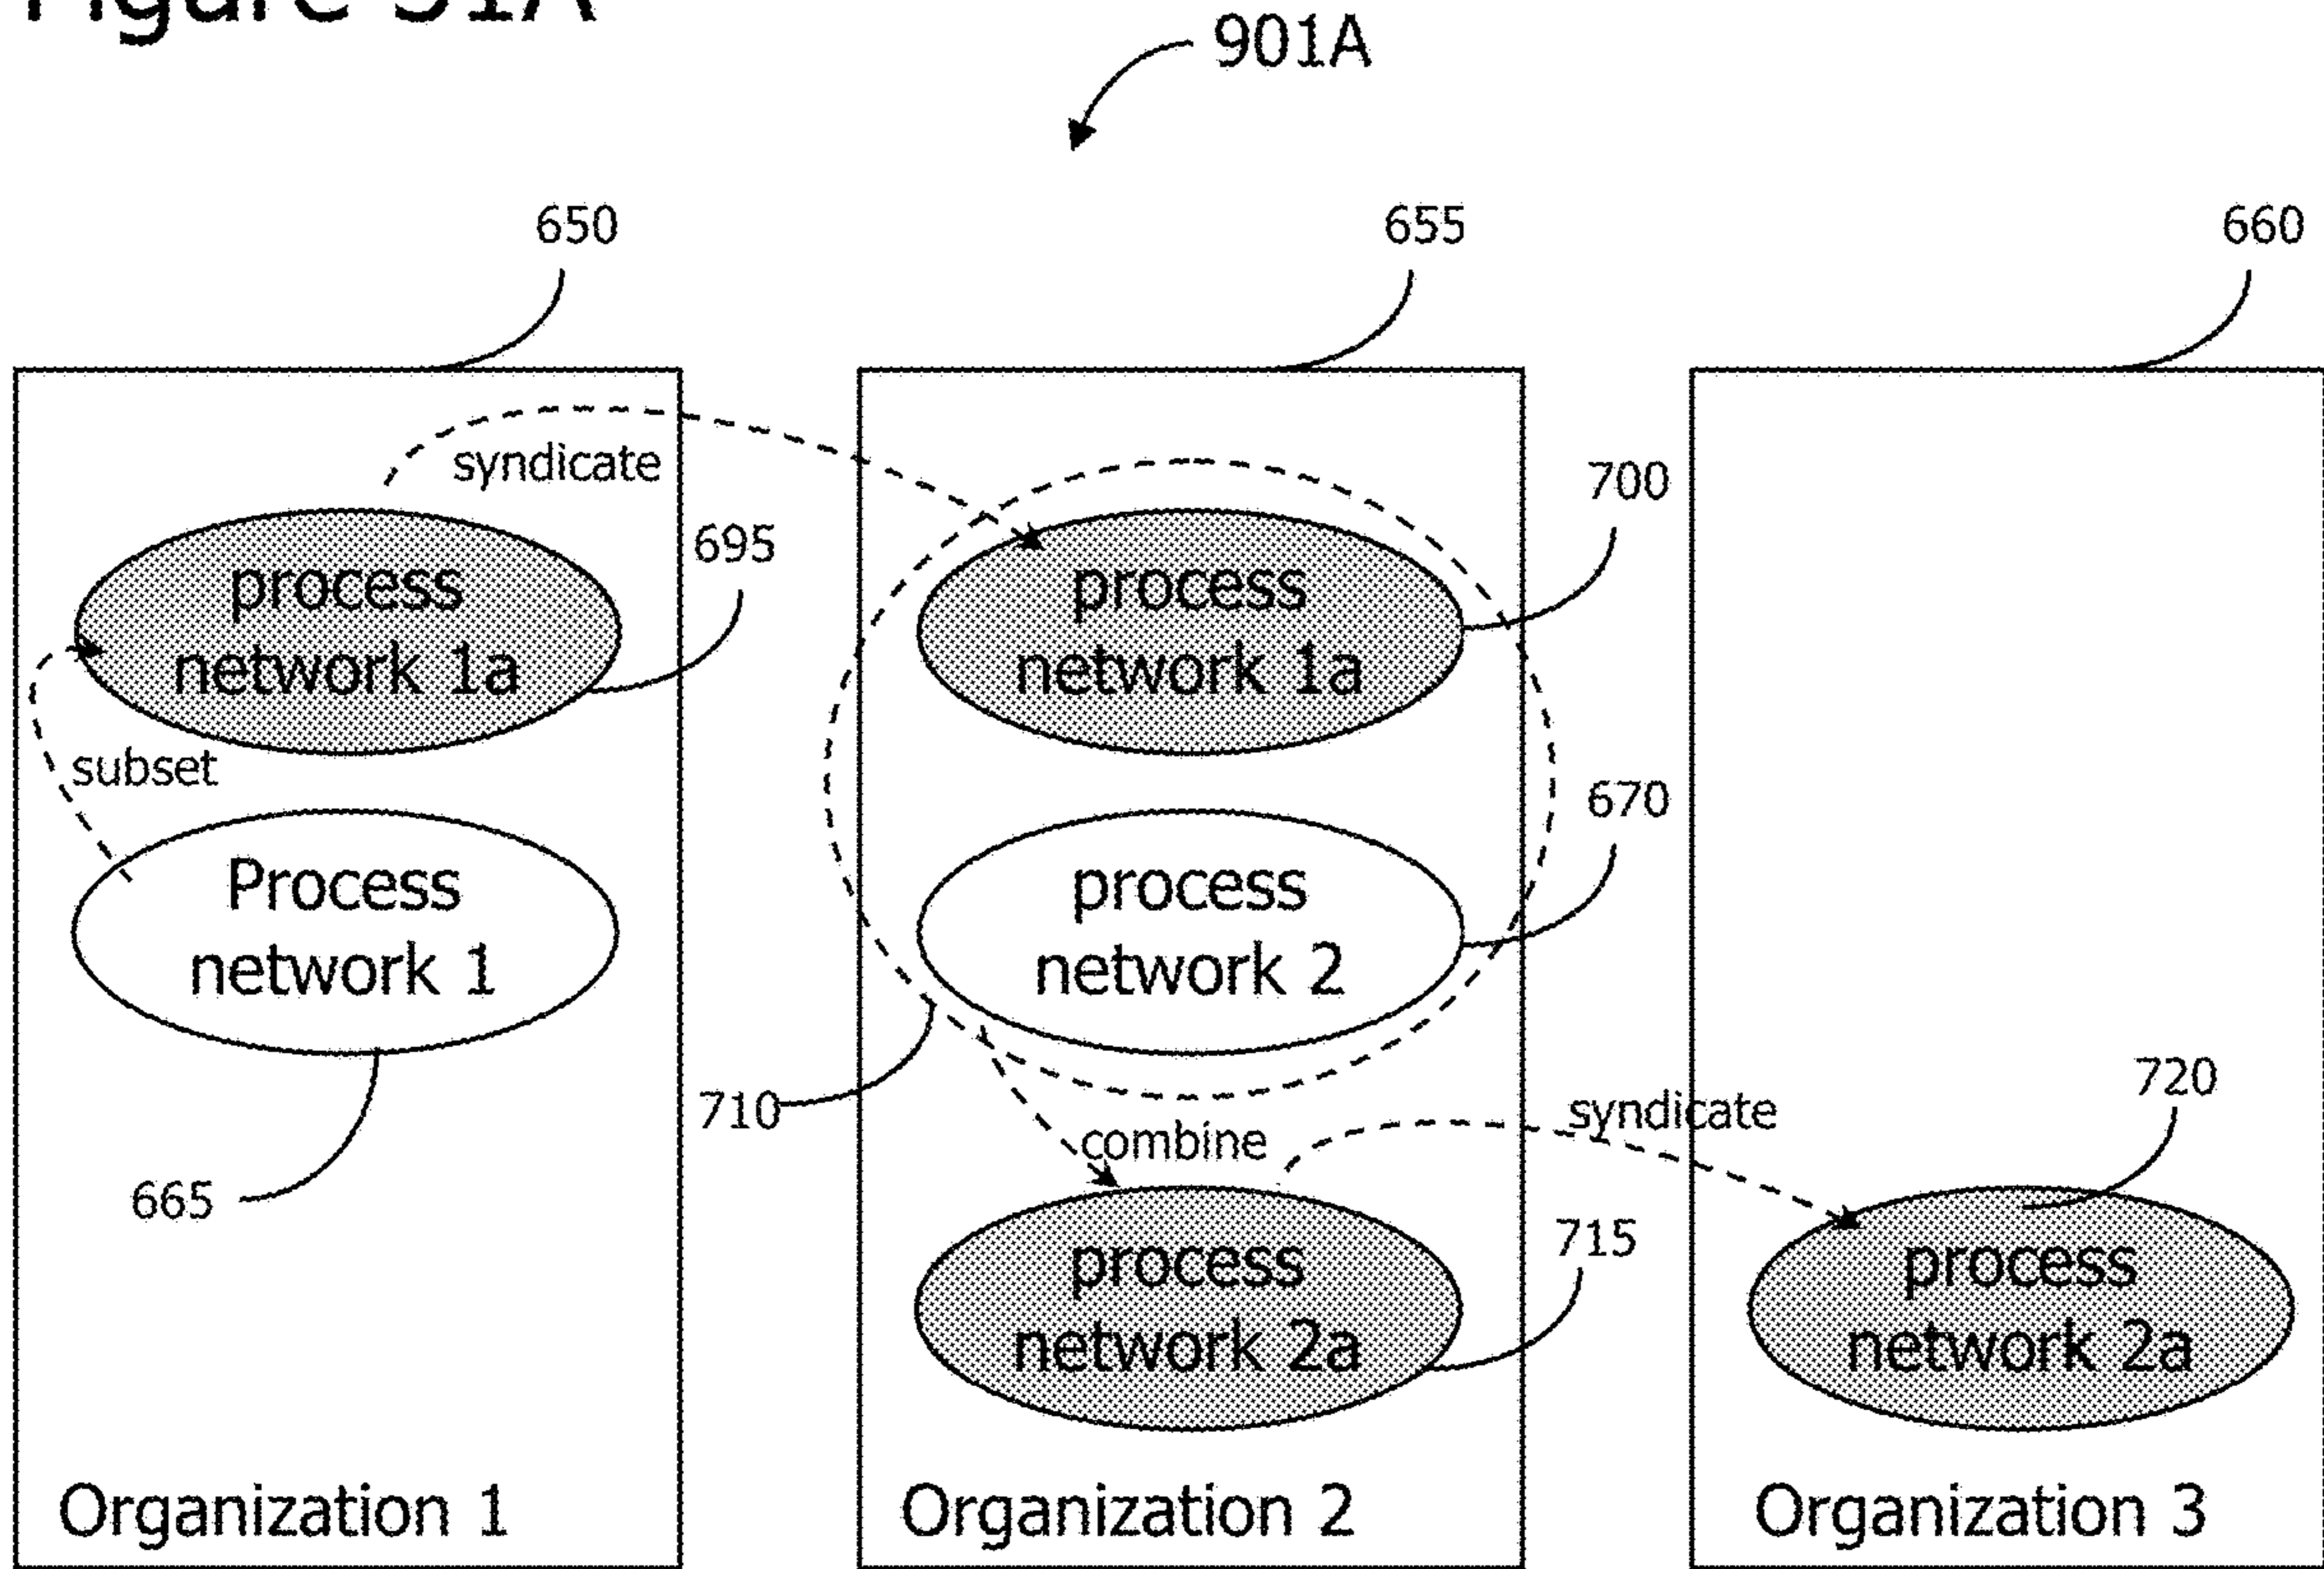 Figure 31A
901A
650
655
660
syndicate
700
695
process
network 1a
process
network 1a
subset
670
Process
network 1
process
network 2
710
combine
syndicate
720
665
715
process
network 2a
process
network 2a
Organization 1
Organization 2
Organization 3